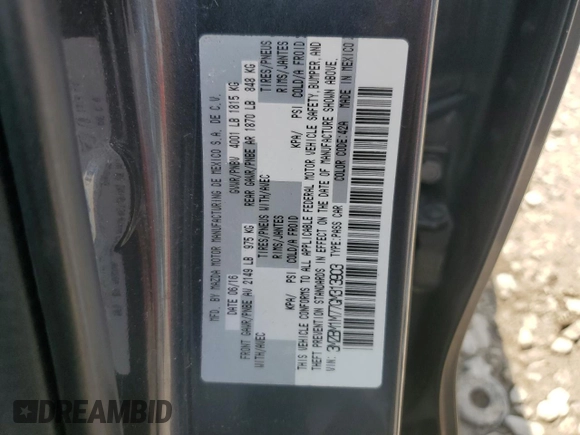 MFD. BY MAZDA MOTOR MANUFACTURING DE MEXICO S.A. DE C.V.
DATE 06/16 GVWR/PNBV 4001 LB 1815 KG
FRONT GAWR/PNBE AV 2149 LB 975 KG REAR GAWR/PNBE AR 1870 LB 848 KG
WITH/AVEC TIRES/PNEUS WITH/AVEC TIRES/PNEUS
RIMS/JANTES RIMS/JANTES
KPA/ PSI COLD/A FROID KPA/ PSI COLD/A FROID
THIS VEHICLE CONFORMS TO ALL APPLICABLE FEDERAL MOTOR VEHICLE SAFETY, BUMPER, AND
THEFT PREVENTION STANDARDS IN EFFECT ON THE DATE OF MANUFACTURE SHOWN ABOVE.
VIN: 3MZBM1W77GM313903 TYPE:PASS CAR COLOR CODE:42A MADE IN MEXICO
DREAMBID